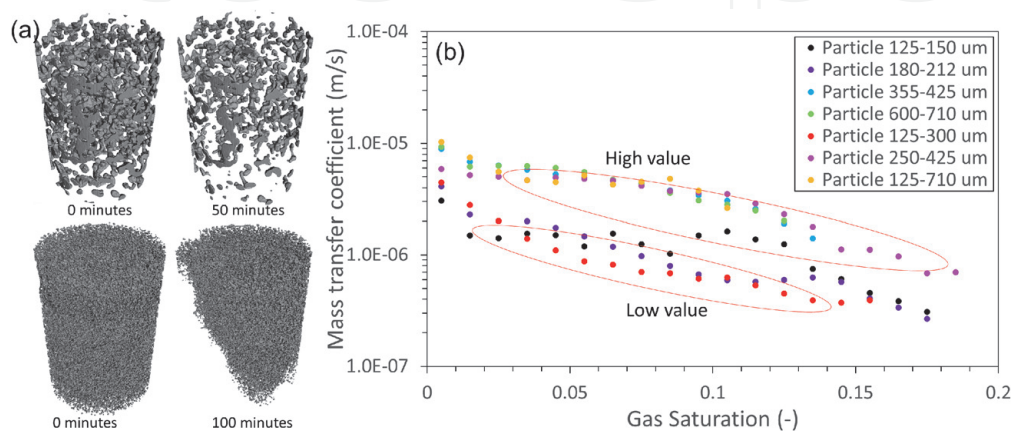 (a)
0 minutes
50 minutes
0 minutes
100 minutes
(b)
Mass transfer coefficient (m/s)
1.0E-04
1.0E-05
1.0E-06
1.0E-07
High value
Low value
Particle 125-150 um
Particle 180-212 um
Particle 355-425 um
Particle 600-710 um
Particle 125-300 um
Particle 250-425 um
Particle 125-710 um
0
0.05
0.1
0.15
0.2
Gas Saturation (-)